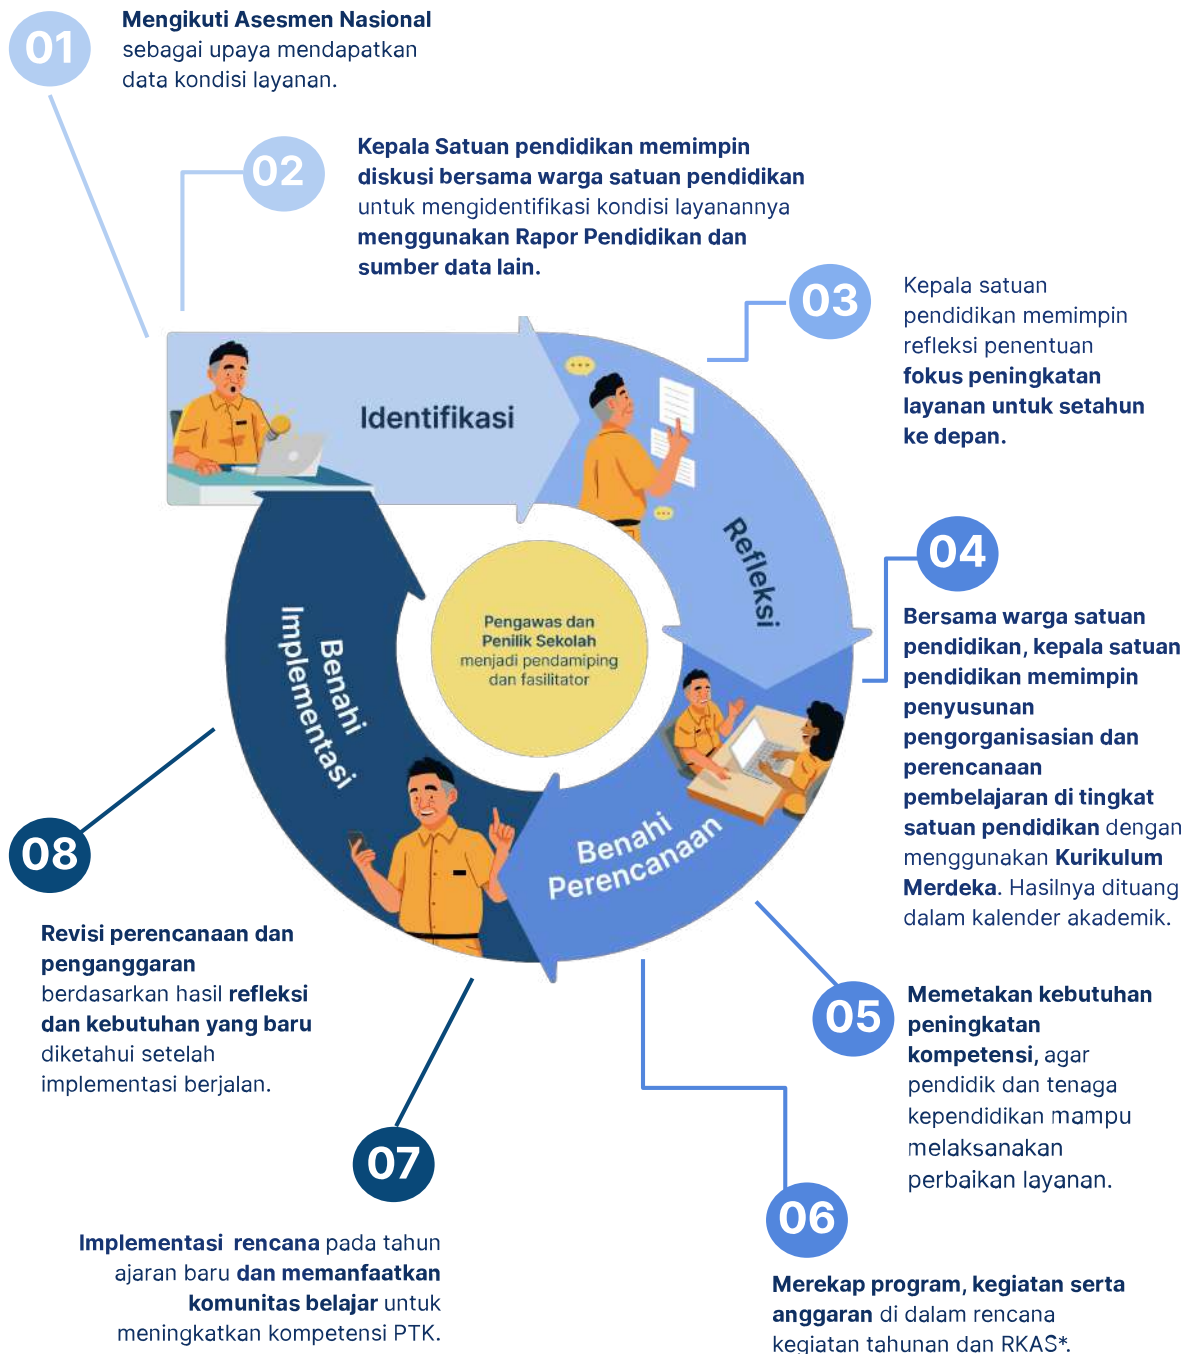 01
Mengikuti Asesmen Nasional
sebagai upaya mendapatkan
data kondisi layanan.
02
Kepala Satuan pendidikan memimpin
diskusi bersama warga satuan pendidikan
untuk mengidentifikasi kondisi layanannya
menggunakan Rapor Pendidikan dan
sumber data lain.
03
Kepala satuan
pendidikan memimpin
refleksi penentuan
fokus peningkatan
layanan untuk setahun
ke depan.
Identifikasi
Refleksi
04
Bersama warga satuan
pendidikan, kepala satuan
pendidikan memimpin
penyusunan
pengorganisasian dan
perencanaan
pembelajaran di tingkat
satuan pendidikan dengan
menggunakan Kurikulum
Merdeka. Hasilnya dituang
dalam kalender akademik.
Pengawas dan
Penilik Sekolah
menjadi pendamiping
dan fasilitator
Benahi
Implementasi
Benahi
Perencanaan
05
Memetakan kebutuhan
peningkatan
kompetensi, agar
pendidik dan tenaga
kependidikan mampu
melaksanakan
perbaikan layanan.
06
Merekap program, kegiatan serta
anggaran di dalam rencana
kegiatan tahunan dan RKAS*.
07
Implementasi rencana pada tahun
ajaran baru dan memanfaatkan
komunitas belajar untuk
meningkatkan kompetensi PTK.
08
Revisi perencanaan dan
penganggaran
berdasarkan hasil refleksi
dan kebutuhan yang baru
diketahui setelah
implementasi berjalan.